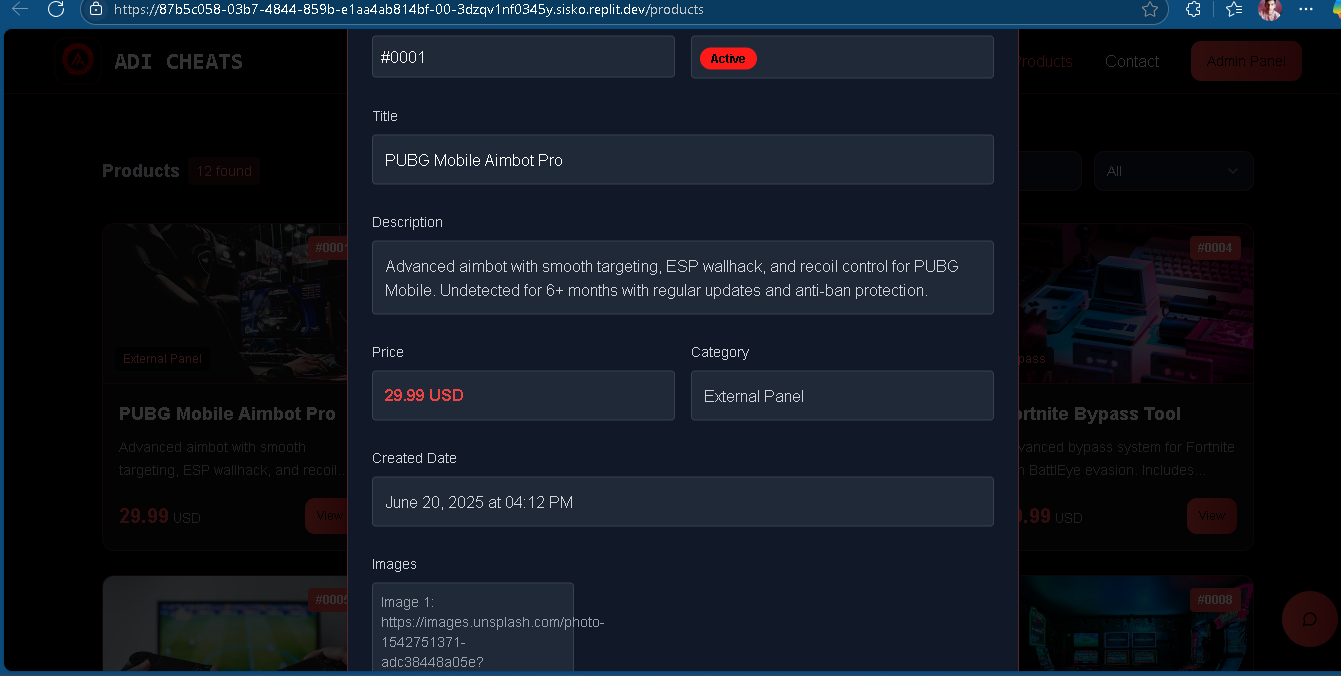 https://87b5c058-03b7-4844-859b-e1aa4ab814bf-00-3dzqv1nf0345y.sisko.replit.dev/products
ADI CHEATS
Products
Contact
Admin Panel
#0001
Active
Title
PUBG Mobile Aimbot Pro
Description
Advanced aimbot with smooth targeting, ESP wallhack, and recoil control for PUBG
Mobile. Undetected for 6+ months with regular updates and anti-ban protection.
Price
Category
29.99 USD
External Panel
Created Date
June 20, 2025 at 04:12 PM
Images
Image 1:
https://images.unsplash.com/photo-
1542751371-
adc38448a05e?
Products
12 found
All
#0001
External Panel
PUBG Mobile Aimbot Pro
Advanced aimbot with smooth
targeting, ESP wallhack, and recoil...
29.99 USD
View
#0004
pass
ortnite Bypass Tool
vanced bypass system for Fortnite
h BattlEye evasion. Includes...
9.99 USD
View
#0005
#0008